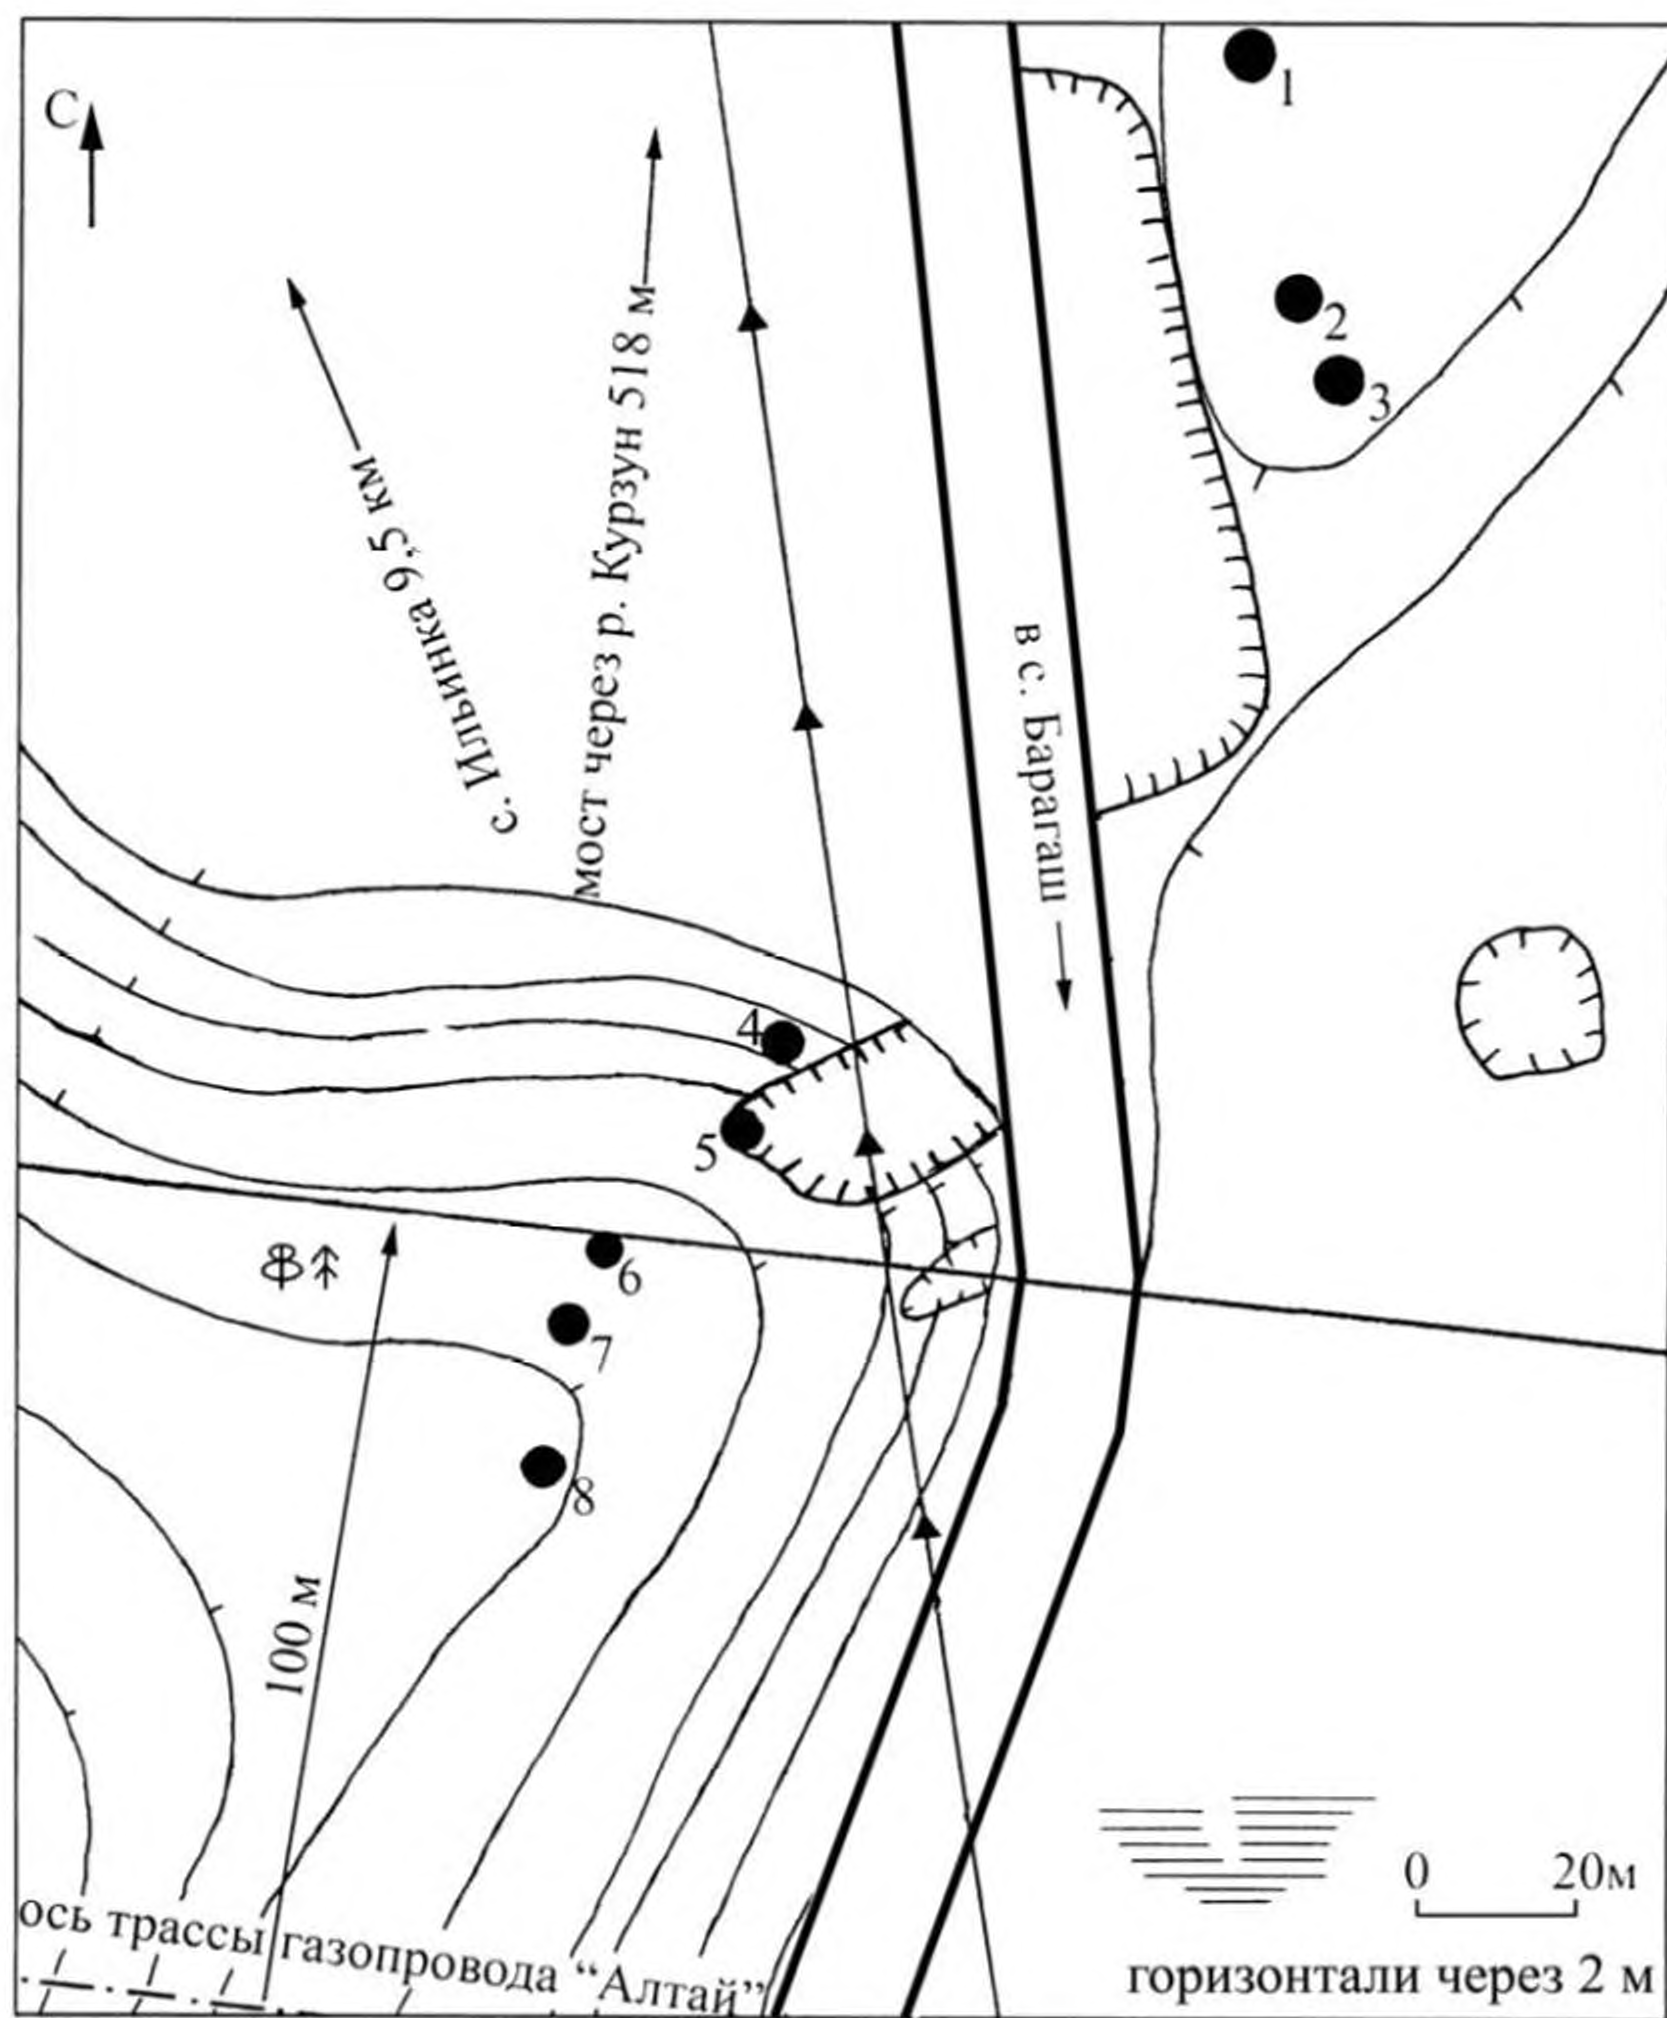 С
1
2
3
с. Ильинка 9,5 км
мост через р. Курзун 518 м
в с. Барагаш
4
5
6
7
8
100 м
0 20м
ось трассы газопровода “Алтай”
горизонтали через 2 м